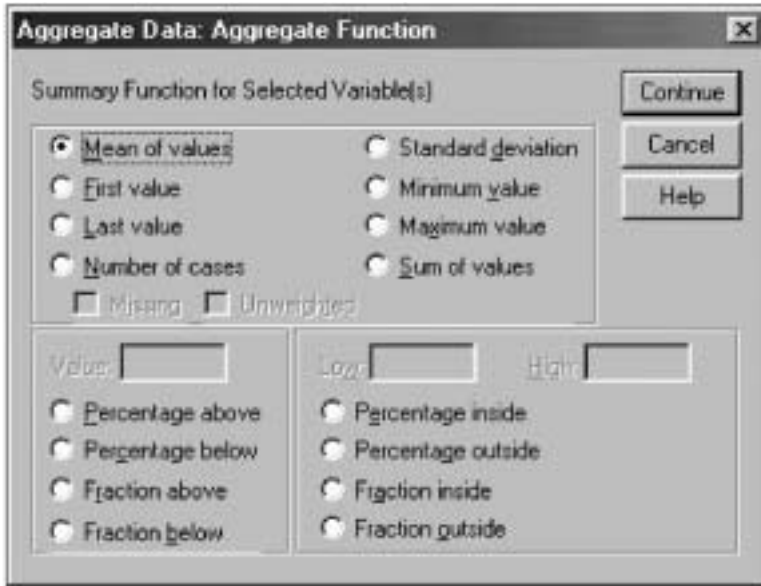 Aggregate Data: Aggregate Function
Summary Function for Selected Variable(s)
Continue
Cancel
Help
Mean of values
Standard deviation
First value
Minimum value
Last value
Maximum value
Number of cases
Sum of values
Missing
Unweighted
Value:
Low:
High:
Percentage above
Percentage inside
Percentage below
Percentage outside
Fraction above
Fraction inside
Fraction below
Fraction outside